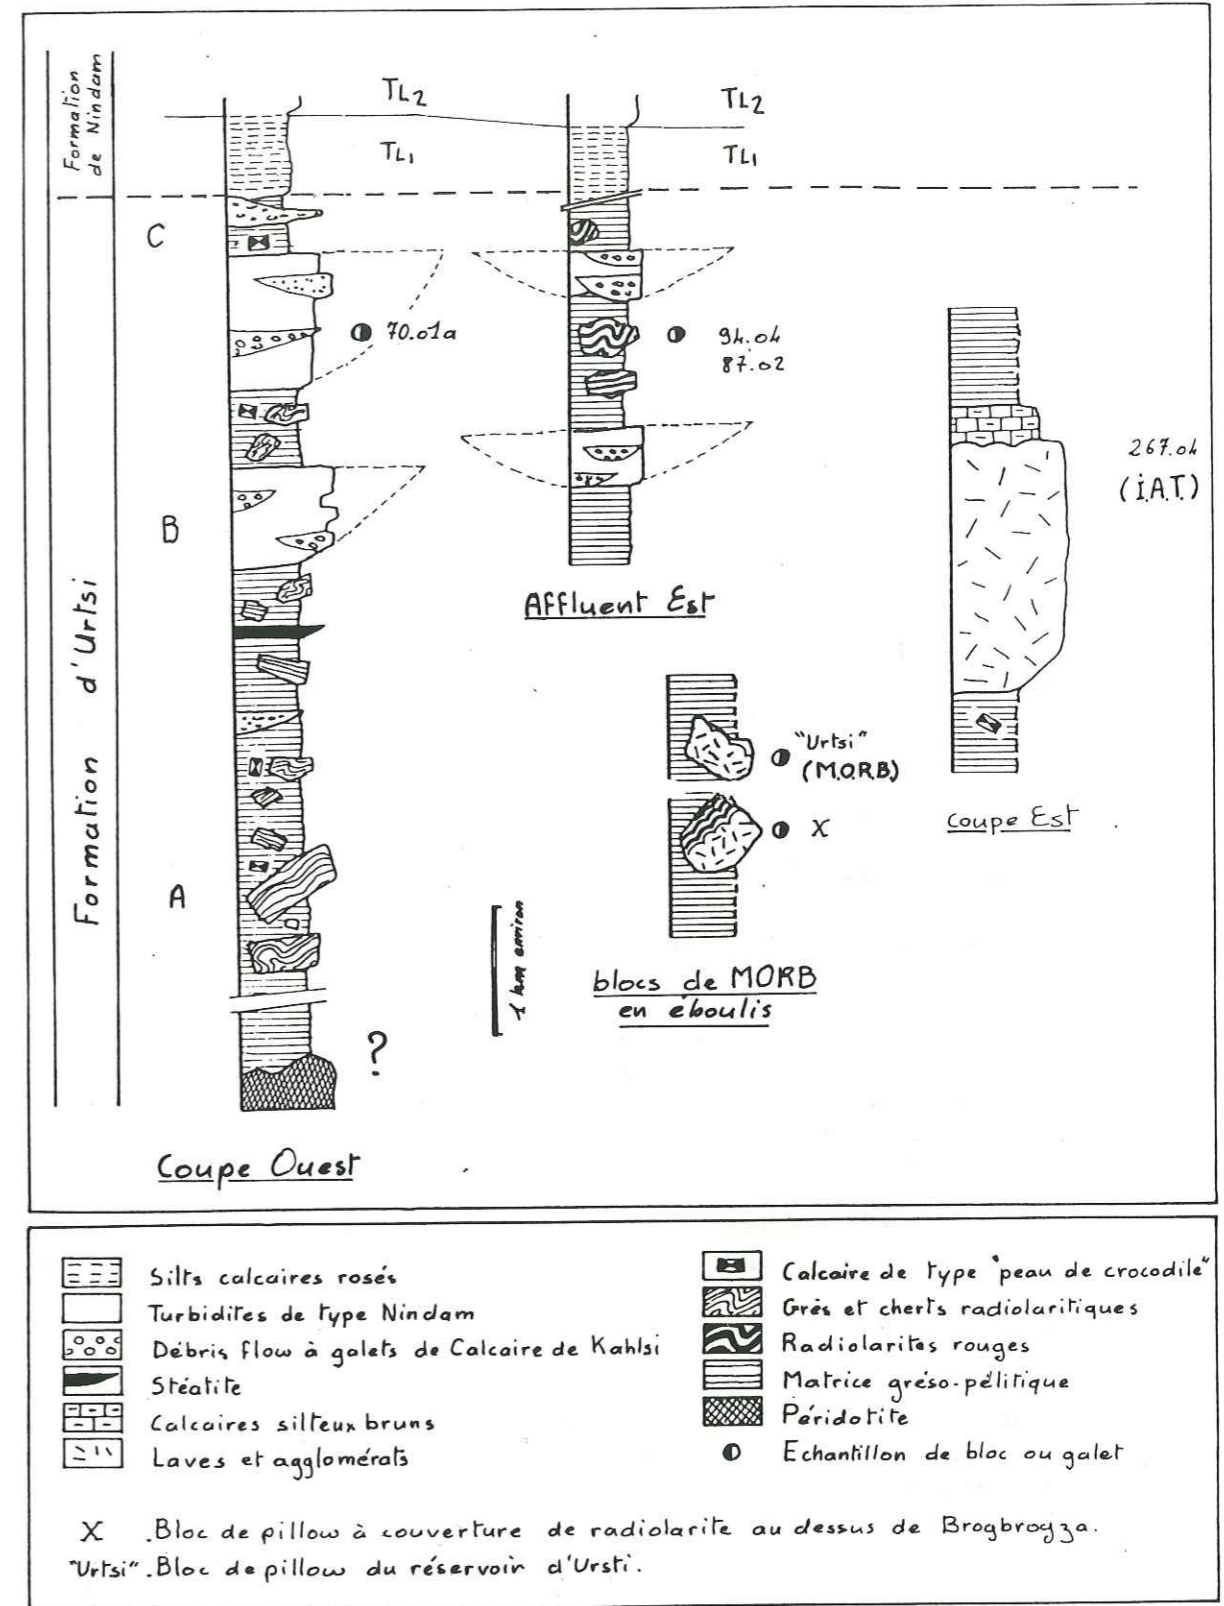 Formation
de Nindam
TL2
TL2
TL1
TL1
C
70.01a
94.04
87.02
267.04
(I.A.T.)
B
Affluent Est
Formation d'Urtsi
"Urtsi"
(M.O.R.B.)
X
Coupe Est
A
1 km environ
blocs de MORB
en éboulis
?
Coupe Ouest
Silts calcaires rosés
Turbidites de type Nindam
Débris flow à galets de Calcaire de Kahlsi
Stéatite
Calcaires silteux bruns
Laves et agglomérats
Calcaire de type "peau de crocodile"
Grès et cherts radiolaritiques
Radiolarites rouges
Matrice gréso-pélitique
Péridotite
Echantillon de bloc ou galet
X .Bloc de pillow à couverture de radiolarite au dessus de Brogbrogza.
"Urtsi".Bloc de pillow du réservoir d'Ursti.